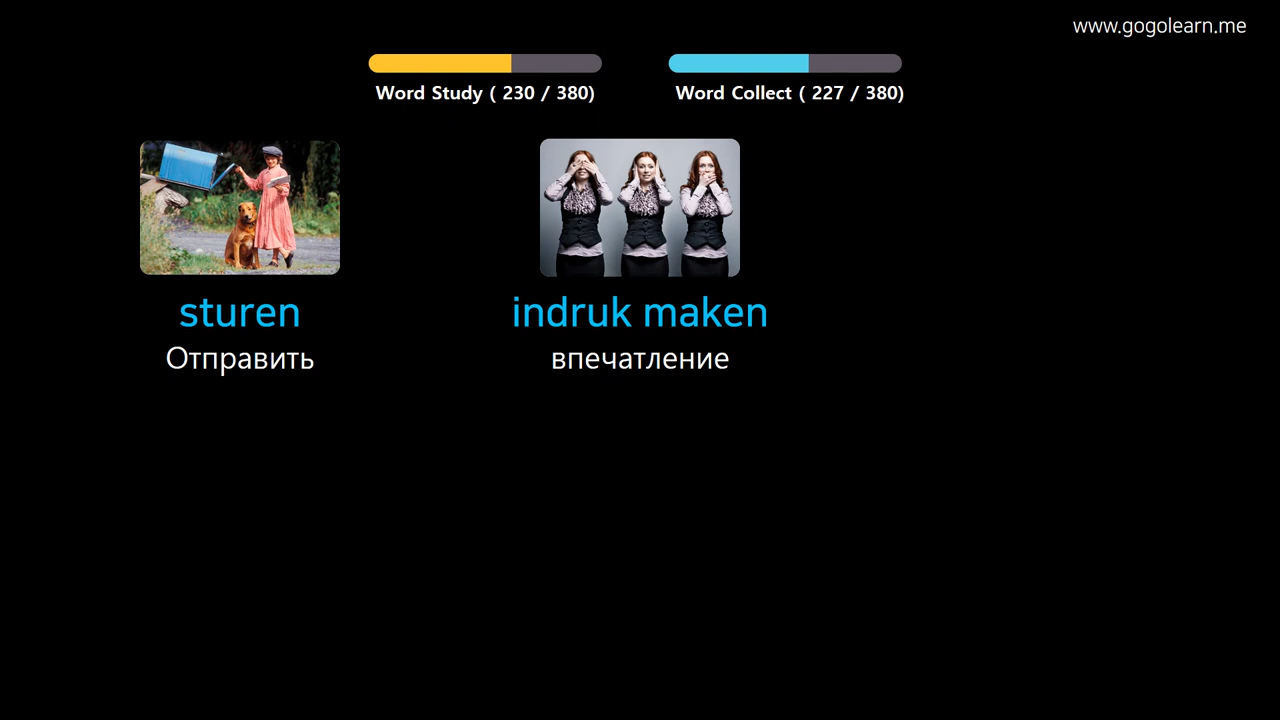 www.gogolearn.me
Word Study ( 230 / 380)
Word Collect ( 227 / 380)
sturen
Отправить
indruk maken
впечатление